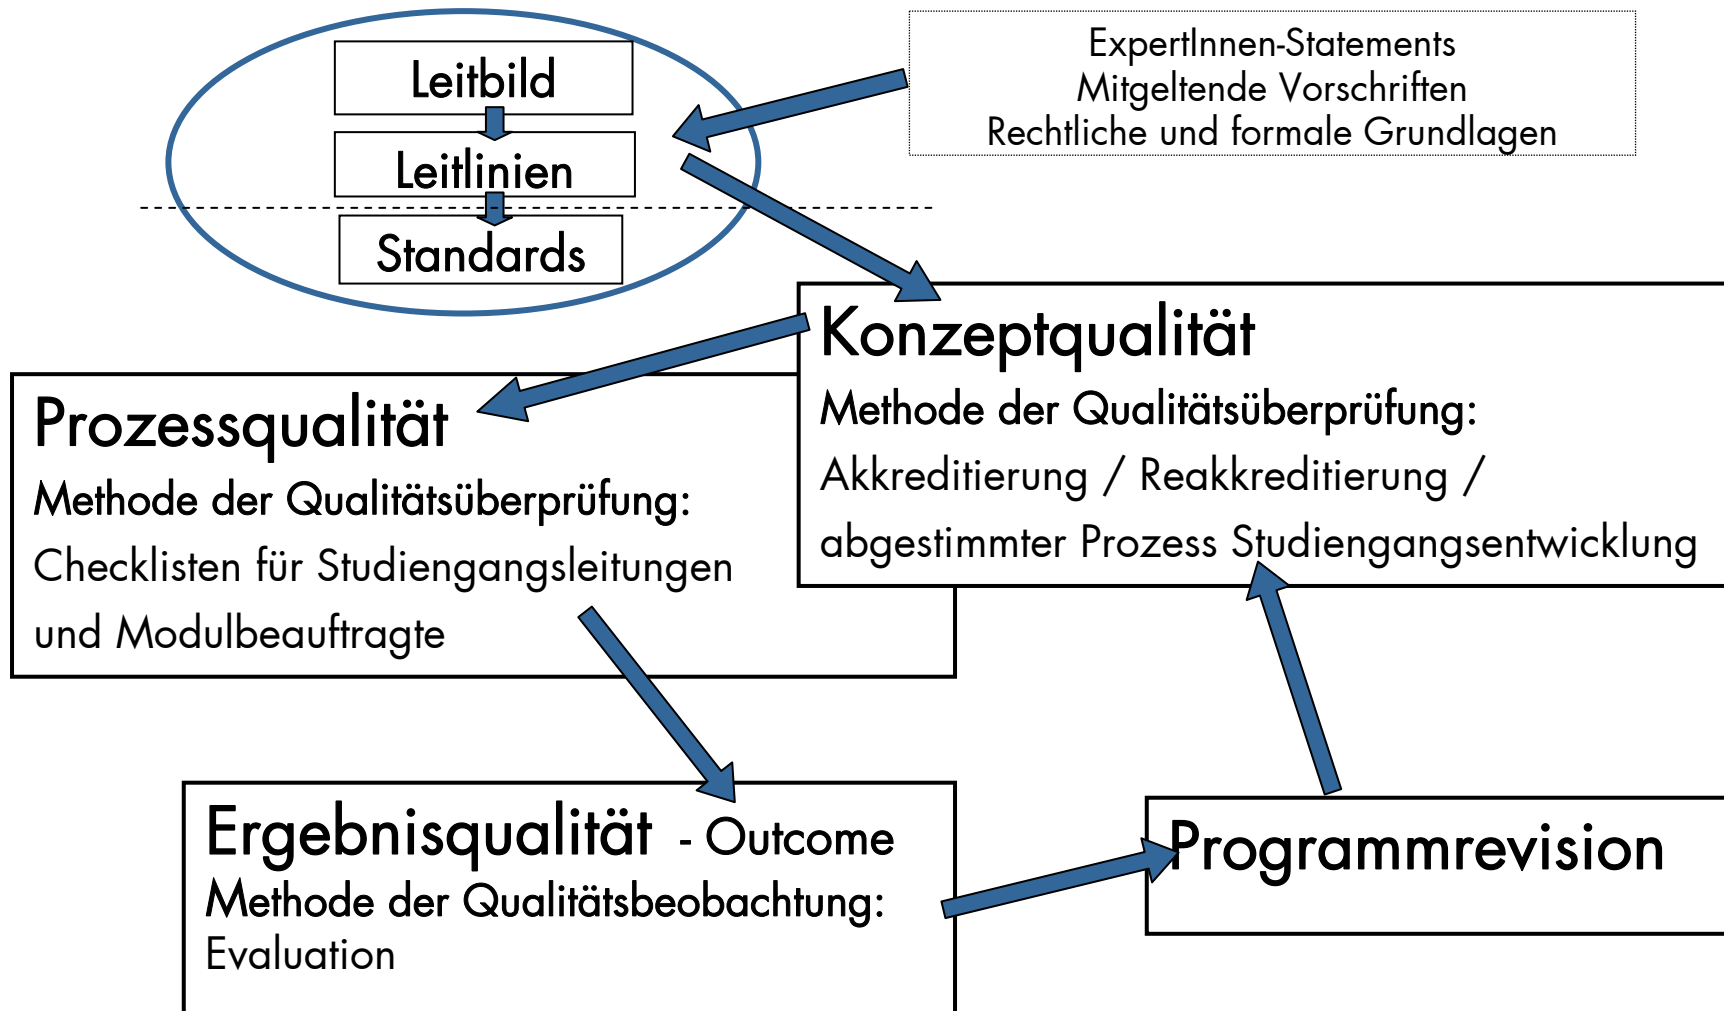 Leitbild
Leitlinien
Standards
ExpertInnen-Statements
Mitgeltende Vorschriften
Rechtliche und formale Grundlagen
Konzeptqualität
Methode der Qualitätsüberprüfung:
Akkreditierung / Reakkreditierung /
abgestimmter Prozess Studiengangsentwicklung
Prozessqualität
Methode der Qualitätsüberprüfung:
Checklisten für Studiengangsleitungen
und Modulbeauftragte
Ergebnisqualität - Outcome
Methode der Qualitätsbeobachtung:
Evaluation
Programmrevision